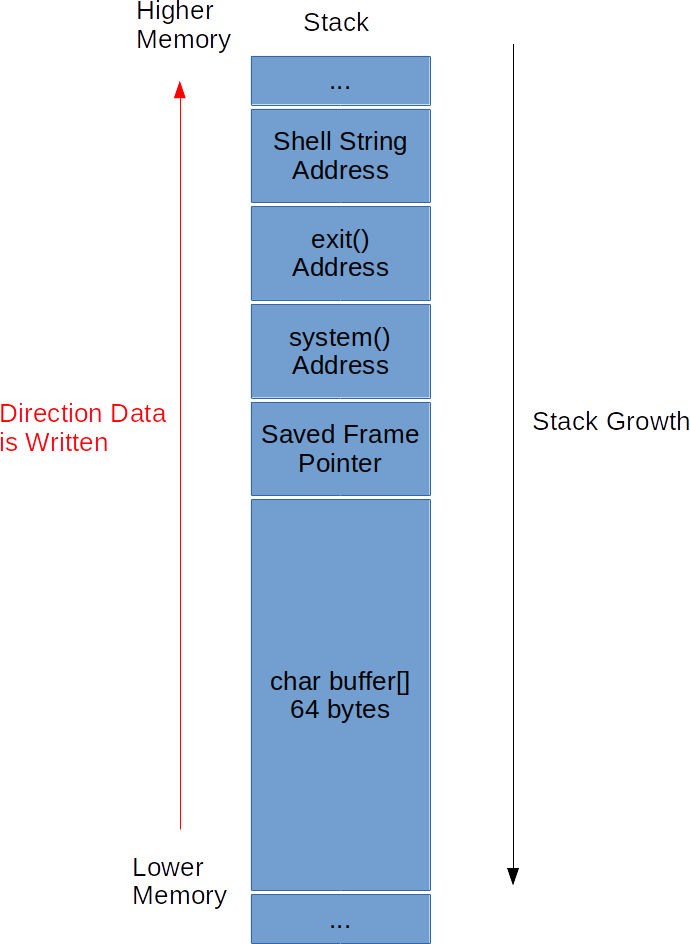 Higher
Memory
Stack
...
Shell String
Address
exit()
Address
system()
Address
Direction Data
is Written
Saved Frame
Pointer
Stack Growth
char buffer[]
64 bytes
Lower
Memory
...